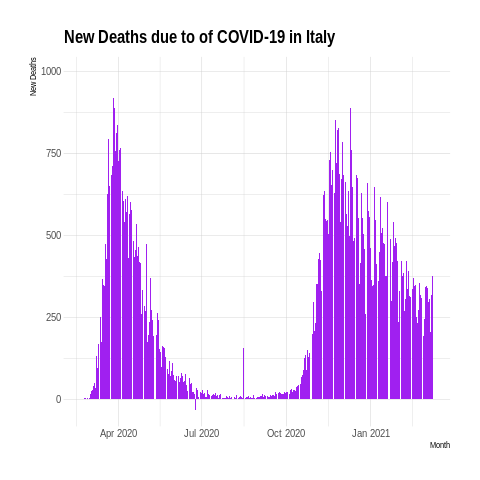 New Deaths due to of COVID-19 in Italy
New Deaths
1000
750
500
250
0
Apr 2020 Jul 2020 Oct 2020 Jan 2021
Month